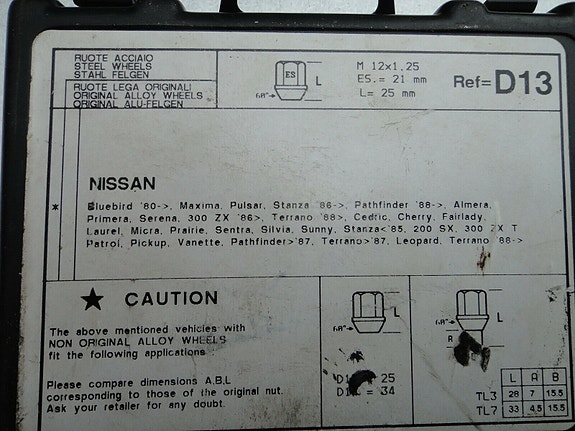 RUOTE ACCIAIO
STEEL WHEELS
STAHL FELGEN
RUOTE LEGA ORIGINALI
ORIGINAL ALLOY WHEELS
ORIGINAL ALU-FELGEN
ES
L
"A"
M 12x1,25
ES.= 21 mm
L= 25 mm
Ref=D13
NISSAN
* Bluebird '80->, Maxima, Pulsar, Stanza '86->, Pathfinder '88->, Almera,
Primera, Serena, 300 ZX '86>, Terrano '88>, Cedric, Cherry, Fairlady,
Laurel, Micra, Prairie, Sentra, Silvia, Sunny, Stanza<'85, 200 SX, 300 ZX T
Patrol, Pickup, Vanette, Pathfinder>'87, Terrano>'87, Leopard, Terrano '88->
★ CAUTION
The above mentioned vehicles with
NON ORIGINAL ALLOY WHEELS
fit the following applications
Please compare dimensions A,B,L
corresponding to those of the original nut.
Ask your retailer for any doubt.
L
"A"
25
= 34
L
"A"
R
L A B
TL3 28 7 15.5
TL7 33 4,5 15.5